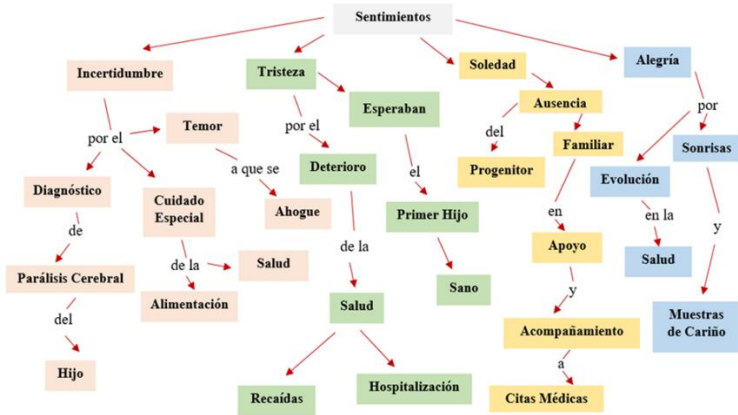 Sentimientos
Incertidumbre
por el
Temor
a que se
Ahogue
Diagnóstico
de
Parálisis Cerebral
del
Hijo
Cuidado
Especial
de la
Salud
Alimentación
Tristeza
por el
Deterioro
de la
Salud
Recaídas
Hospitalización
Esperaban
el
Primer Hijo
Sano
Soledad
Ausencia
del
Progenitor
Familiar
en
Apoyo
y
Acompañamiento
a
Citas Médicas
Alegría
por
Evolución
en la
Salud
Sonrisas
y
Muestras
de Cariño